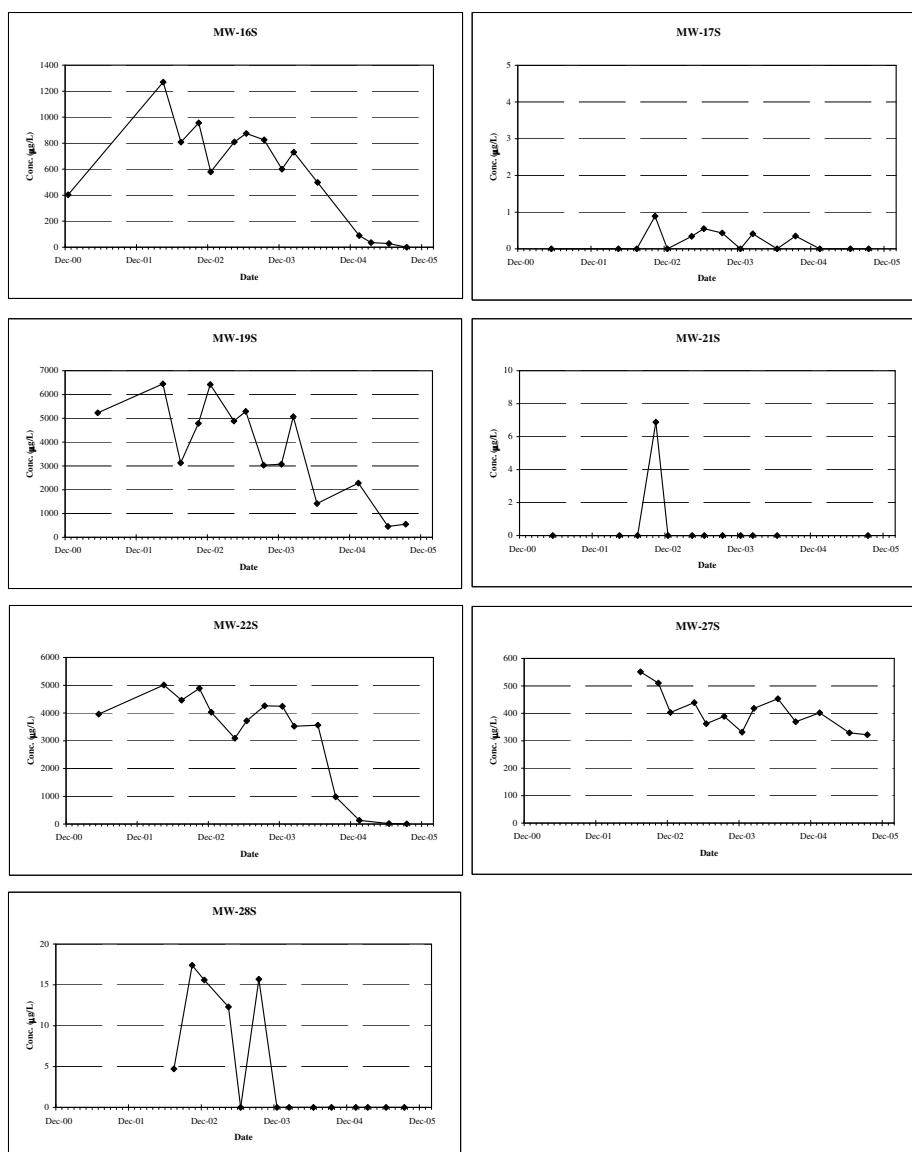 MW-16S
Conc. (µg/L)
1400
1200
1000
800
600
400
200
0
Dec-00 Dec-01 Dec-02 Dec-03 Dec-04 Dec-05
Date
MW-17S
Conc. (µg/L)
5
4
3
2
1
0
Dec-00 Dec-01 Dec-02 Dec-03 Dec-04 Dec-05
Date
MW-19S
Conc. (µg/L)
7000
6000
5000
4000
3000
2000
1000
0
Dec-00 Dec-01 Dec-02 Dec-03 Dec-04 Dec-05
Date
MW-21S
Conc. (µg/L)
10
8
6
4
2
0
Dec-00 Dec-01 Dec-02 Dec-03 Dec-04 Dec-05
Date
MW-22S
Conc. (µg/L)
6000
5000
4000
3000
2000
1000
0
Dec-00 Dec-01 Dec-02 Dec-03 Dec-04 Dec-05
Date
MW-27S
Conc. (µg/L)
600
500
400
300
200
100
0
Dec-00 Dec-01 Dec-02 Dec-03 Dec-04 Dec-05
Date
MW-28S
Conc. (µg/L)
20
15
10
5
0
Dec-00 Dec-01 Dec-02 Dec-03 Dec-04 Dec-05
Date